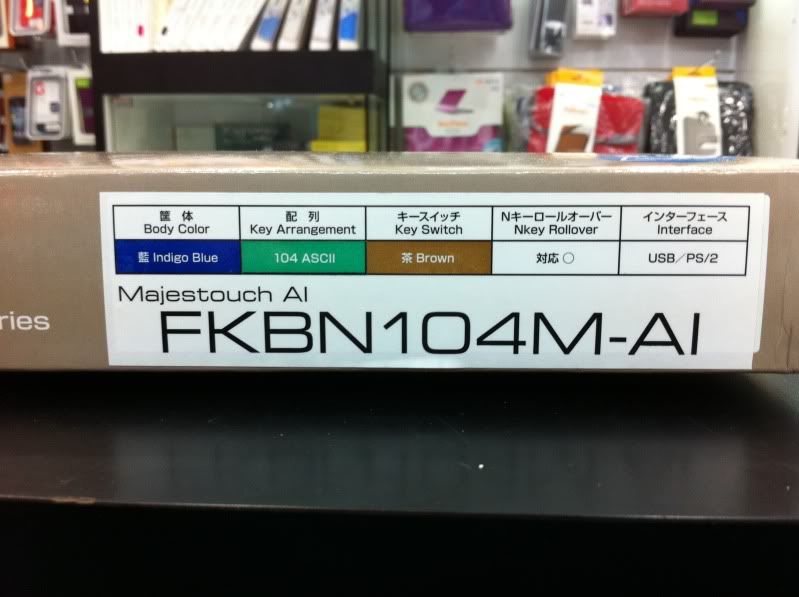 筐体 配列 キースイッチ Nキーロールオーバー インターフェース
Body Color Key Arrangement Key Switch Nkey Rollover Interface
藍 Indigo Blue 104 ASCII 茶 Brown 対応 ○ USB／PS/2
Majestouch AI
ries
FKBN104M-AI